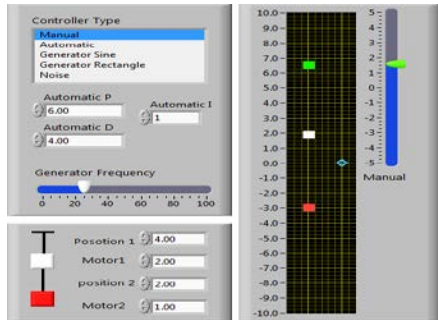 Controller Type
Manual
Automatic
Generator Sine
Generator Rectangle
Noise
Automatic P
6.00
Automatic I
1
Automatic D
4.00
Generator Frequency
0 20 40 60 80 100
Posotion 1 4.00
Motor1 2.00
position 2 2.00
Motor2 1.00
10.0
9.0
8.0
7.0
6.0
5.0
4.0
3.0
2.0
1.0
0.0
-1.0
-2.0
-3.0
-4.0
-5.0
-6.0
-7.0
-8.0
-9.0
-10.0
5
4
3
2
1
0
-1
-2
-3
-4
-5
Manual